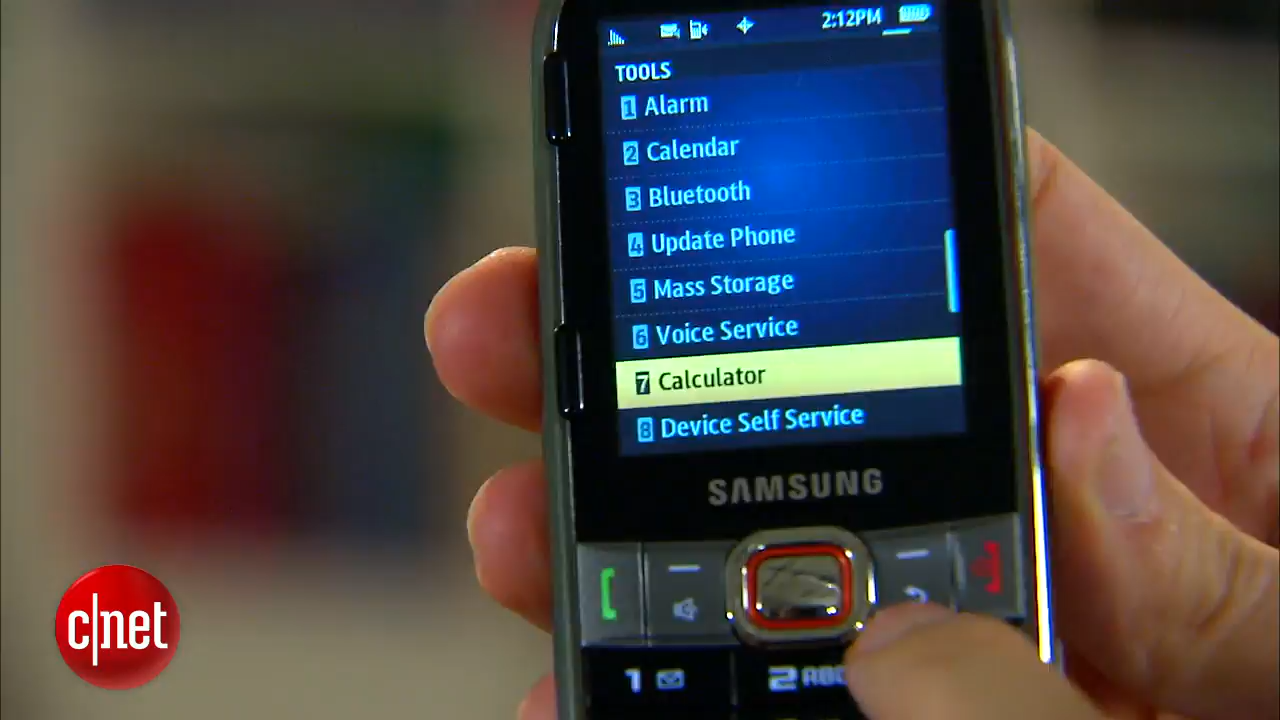 2:12PM
TOOLS
1 Alarm
2 Calendar
3 Bluetooth
4 Update Phone
5 Mass Storage
6 Voice Service
7 Calculator
8 Device Self Service
SAMSUNG
1
2 ABC
c|net